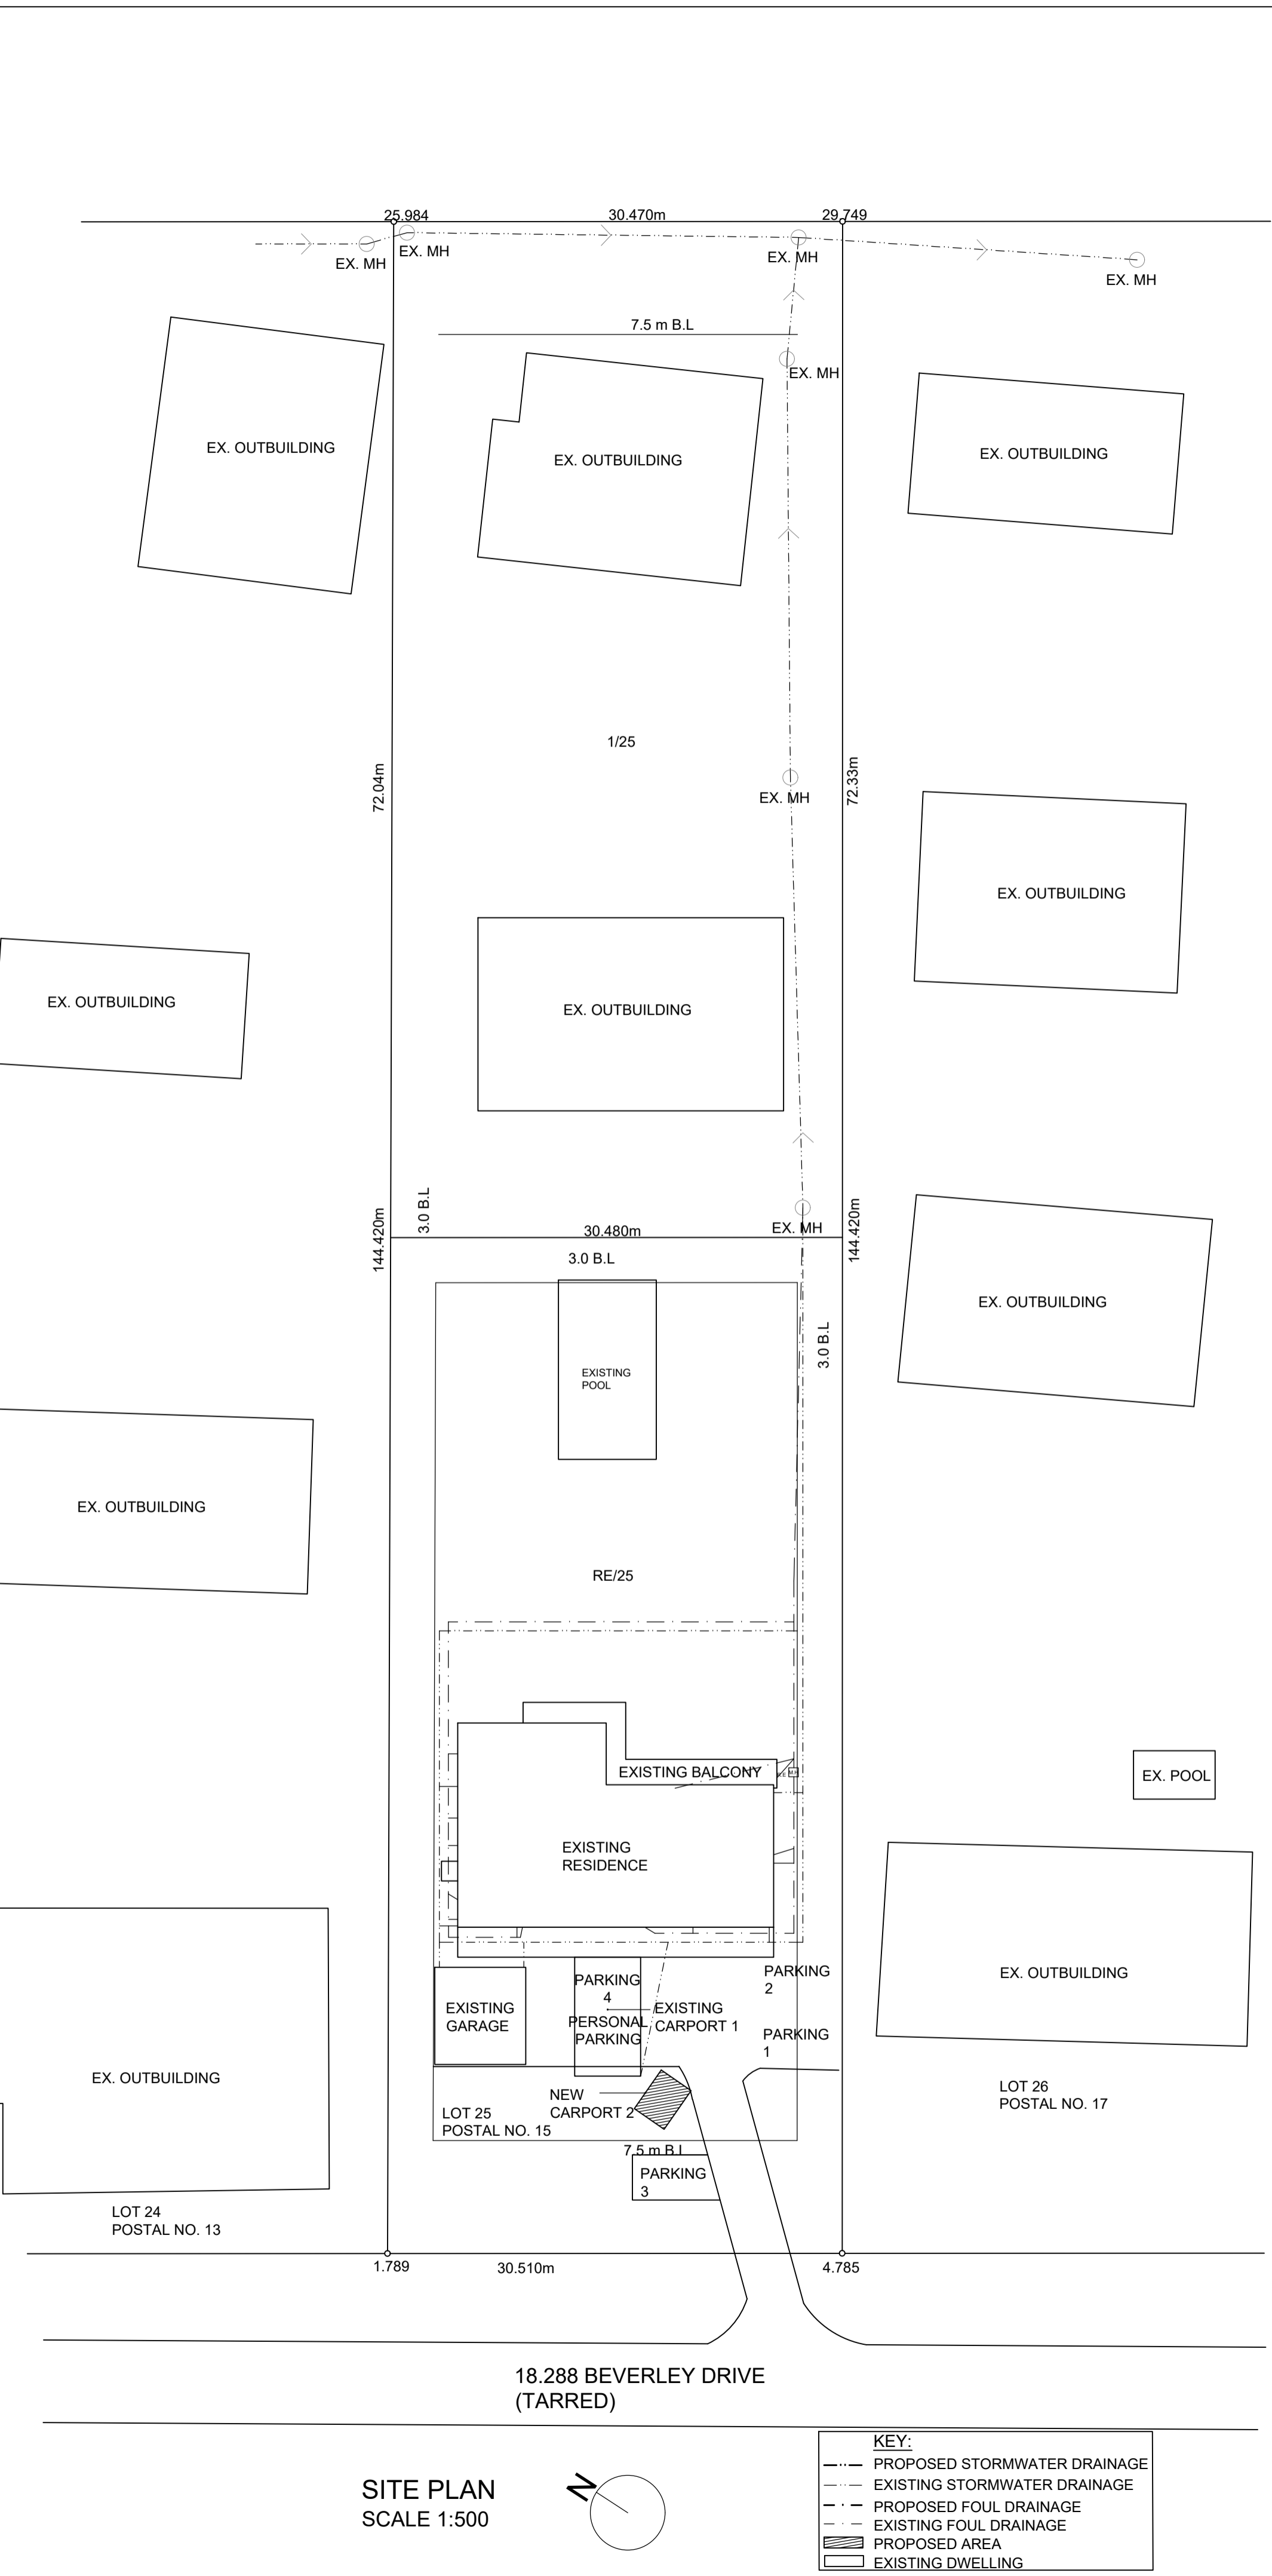 25.984
30.470m
29.749
EX. MH
EX. MH
EX. MH
EX. MH
7.5 m B.L
EX. MH
EX. OUTBUILDING
EX. OUTBUILDING
EX. OUTBUILDING
1/25
72.04m
72.33m
EX. MH
EX. OUTBUILDING
EX. OUTBUILDING
EX. OUTBUILDING
3.0 B.L
144.420m
30.480m
EX. MH
144.420m
3.0 B.L
EX. OUTBUILDING
3.0 B.L
EXISTING
POOL
EX. OUTBUILDING
RE/25
EXISTING BALCONY
EX. POOL
EXISTING
RESIDENCE
PARKING
4
PERSONAL
PARKING
EXISTING
CARPORT 1
PARKING
2
EX. OUTBUILDING
EXISTING
GARAGE
PARKING
1
EX. OUTBUILDING
NEW
CARPORT 2
LOT 25
POSTAL NO. 15
LOT 26
POSTAL NO. 17
7.5 m B.L
PARKING
3
LOT 24
POSTAL NO. 13
1.789
30.510m
4.785
18.288 BEVERLEY DRIVE
(TARRED)
SITE PLAN
SCALE 1:500
N
KEY:
PROPOSED STORMWATER DRAINAGE
EXISTING STORMWATER DRAINAGE
PROPOSED FOUL DRAINAGE
EXISTING FOUL DRAINAGE
PROPOSED AREA
EXISTING DWELLING